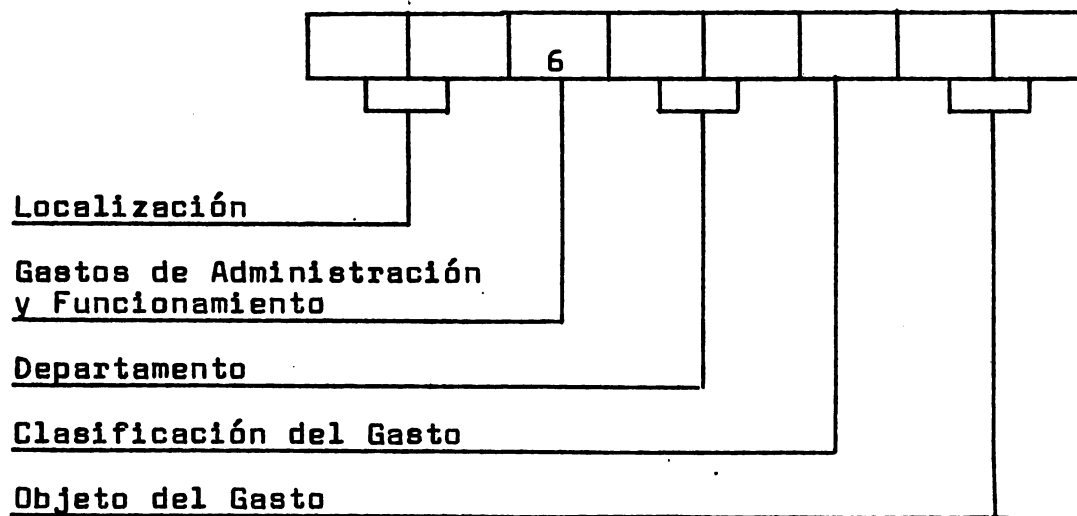 6
Localización
Gastos de Administración
y Funcionamiento
Departamento
Clasificación del Gasto
Objeto del Gasto